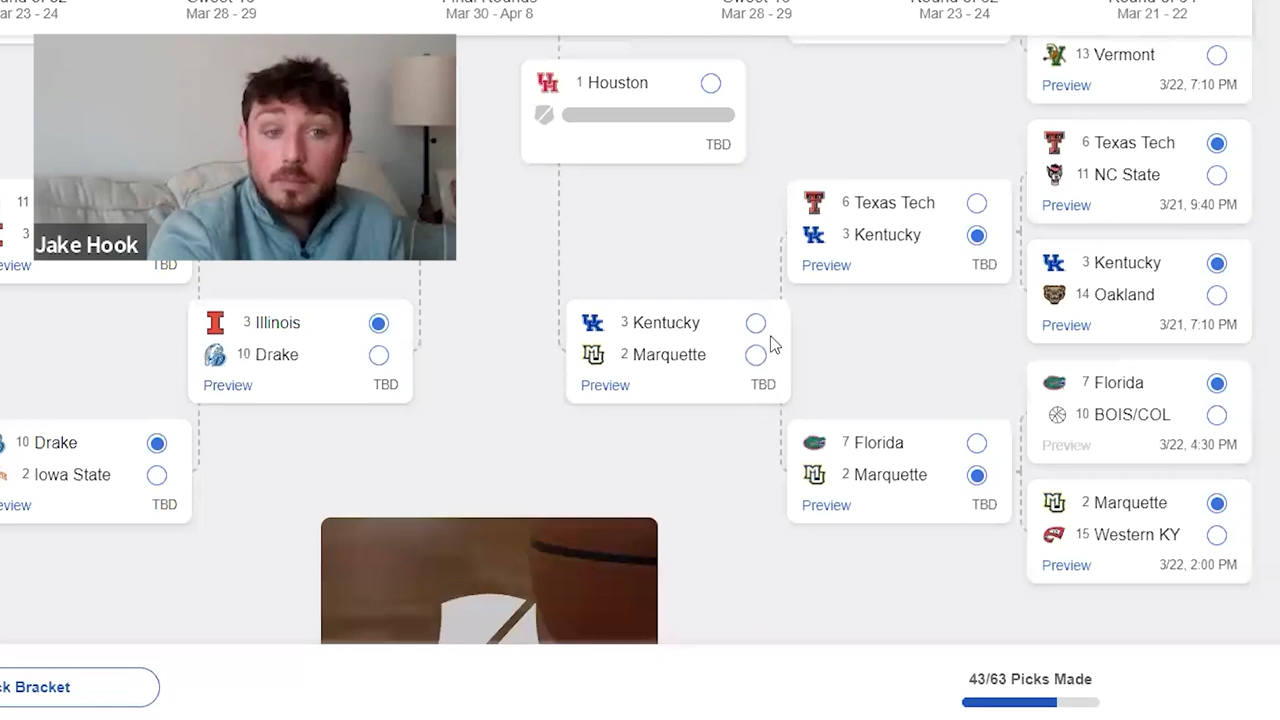 Mar 23 - 24
Mar 28 - 29
Mar 30 - Apr 8
Mar 28 - 29
Mar 23 - 24
Mar 21 - 22
13 Vermont
Preview 3/22, 7:10 PM
1 Houston
TBD
6 Texas Tech
11 NC State
Preview 3/21, 9:40 PM
6 Texas Tech
3 Kentucky
Preview TBD
11
3
Jake Hook
eview TBD
3 Kentucky
14 Oakland
Preview 3/21, 7:10 PM
3 Illinois
10 Drake
Preview TBD
3 Kentucky
2 Marquette
Preview TBD
7 Florida
10 BOIS/COL
Preview 3/22, 4:30 PM
10 Drake
2 Iowa State
eview TBD
7 Florida
2 Marquette
Preview TBD
2 Marquette
15 Western KY
Preview 3/22, 2:00 PM
ck Bracket
43/63 Picks Made